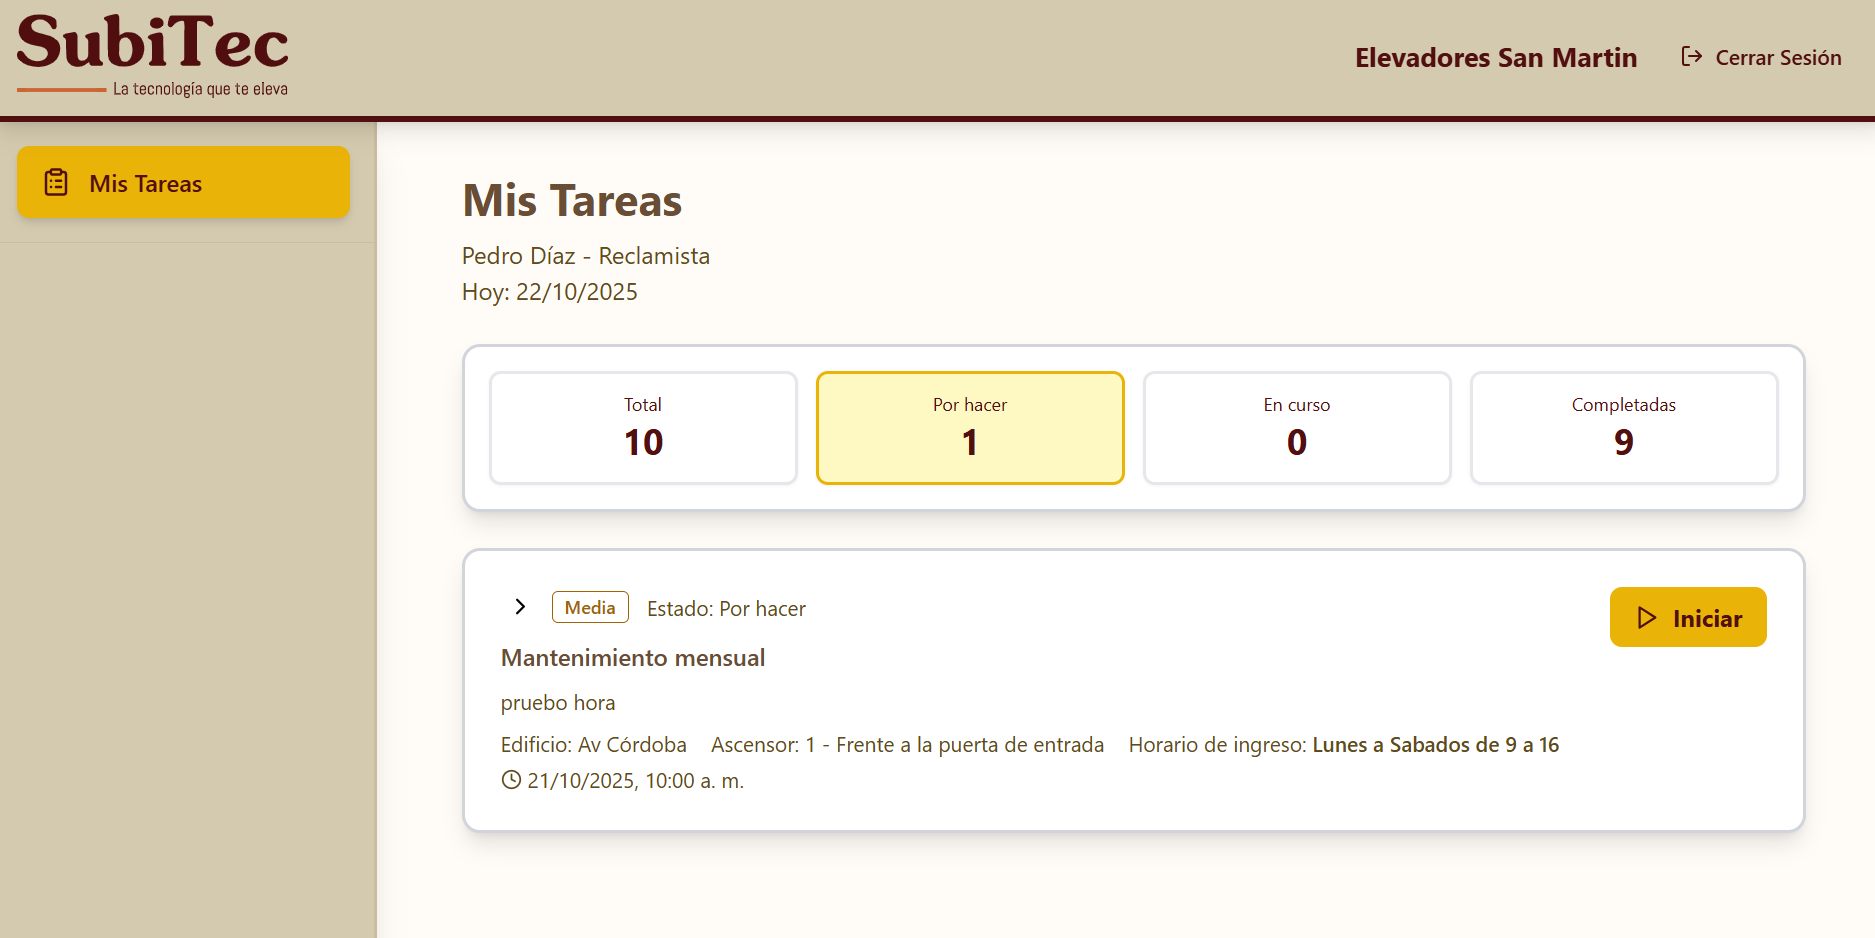 SubiTec
La tecnología que te eleva
Elevadores San Martin
Cerrar Sesión
Mis Tareas
Mis Tareas
Pedro Díaz - Reclamista
Hoy: 22/10/2025
Total
10
Por hacer
1
En curso
0
Completadas
9
Media
Estado: Por hacer
Iniciar
Mantenimiento mensual
pruebo hora
Edificio: Av Córdoba Ascensor: 1 - Frente a la puerta de entrada Horario de ingreso: Lunes a Sabados de 9 a 16
21/10/2025, 10:00 a. m.